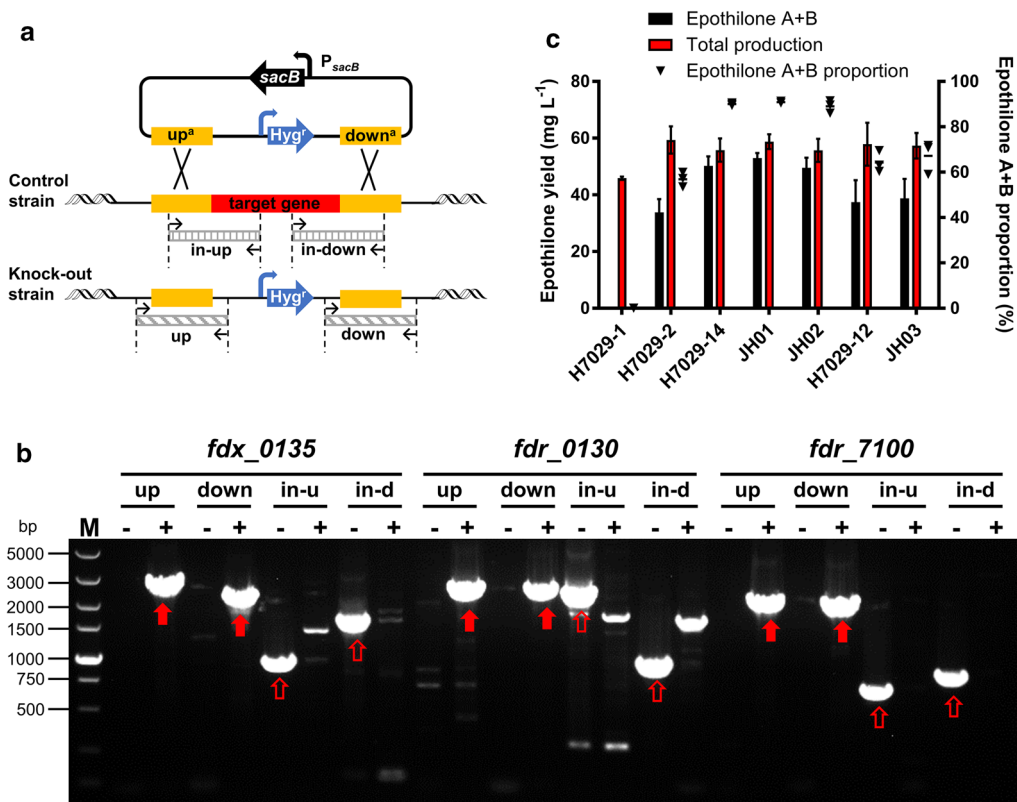 a
P sacB
sacB
up^a
Hyg^r
down^a
Control
strain
target gene
in-up
in-down
Knock-out
strain
Hyg^r
up
down
c
Epothilone A+B
Total production
Epothilone A+B proportion
Epothilone yield (mg L^-1)
80
60
40
20
0
100
80
60
40
20
0
Epothilone A+B proportion (%)
H7029-1
H7029-2
H7029-14
JH01
JH02
H7029-12
JH03
b
fdx_0135 fdr_0130 fdr_7100
up down in-u in-d up down in-u in-d up down in-u in-d
bp M - + - + - + - + - + - + - + - + - + - + - + - +
5000
3000
2000
1500
1000
750
500